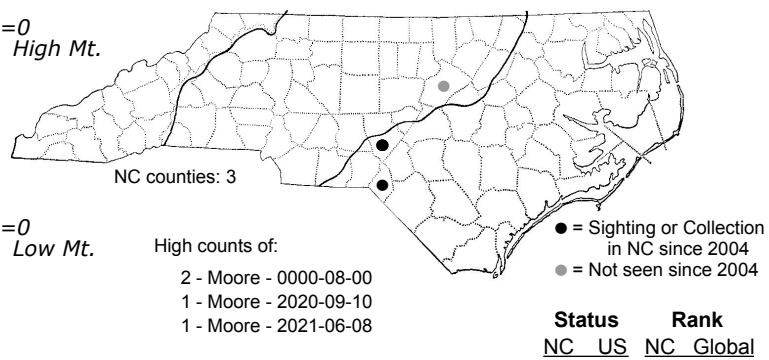 =0
High Mt.
NC counties: 3
=0
Low Mt.
High counts of:
2 - Moore - 0000-08-00
1 - Moore - 2020-09-10
1 - Moore - 2021-06-08
● = Sighting or Collection
in NC since 2004
● = Not seen since 2004
Status Rank
NC US NC Global